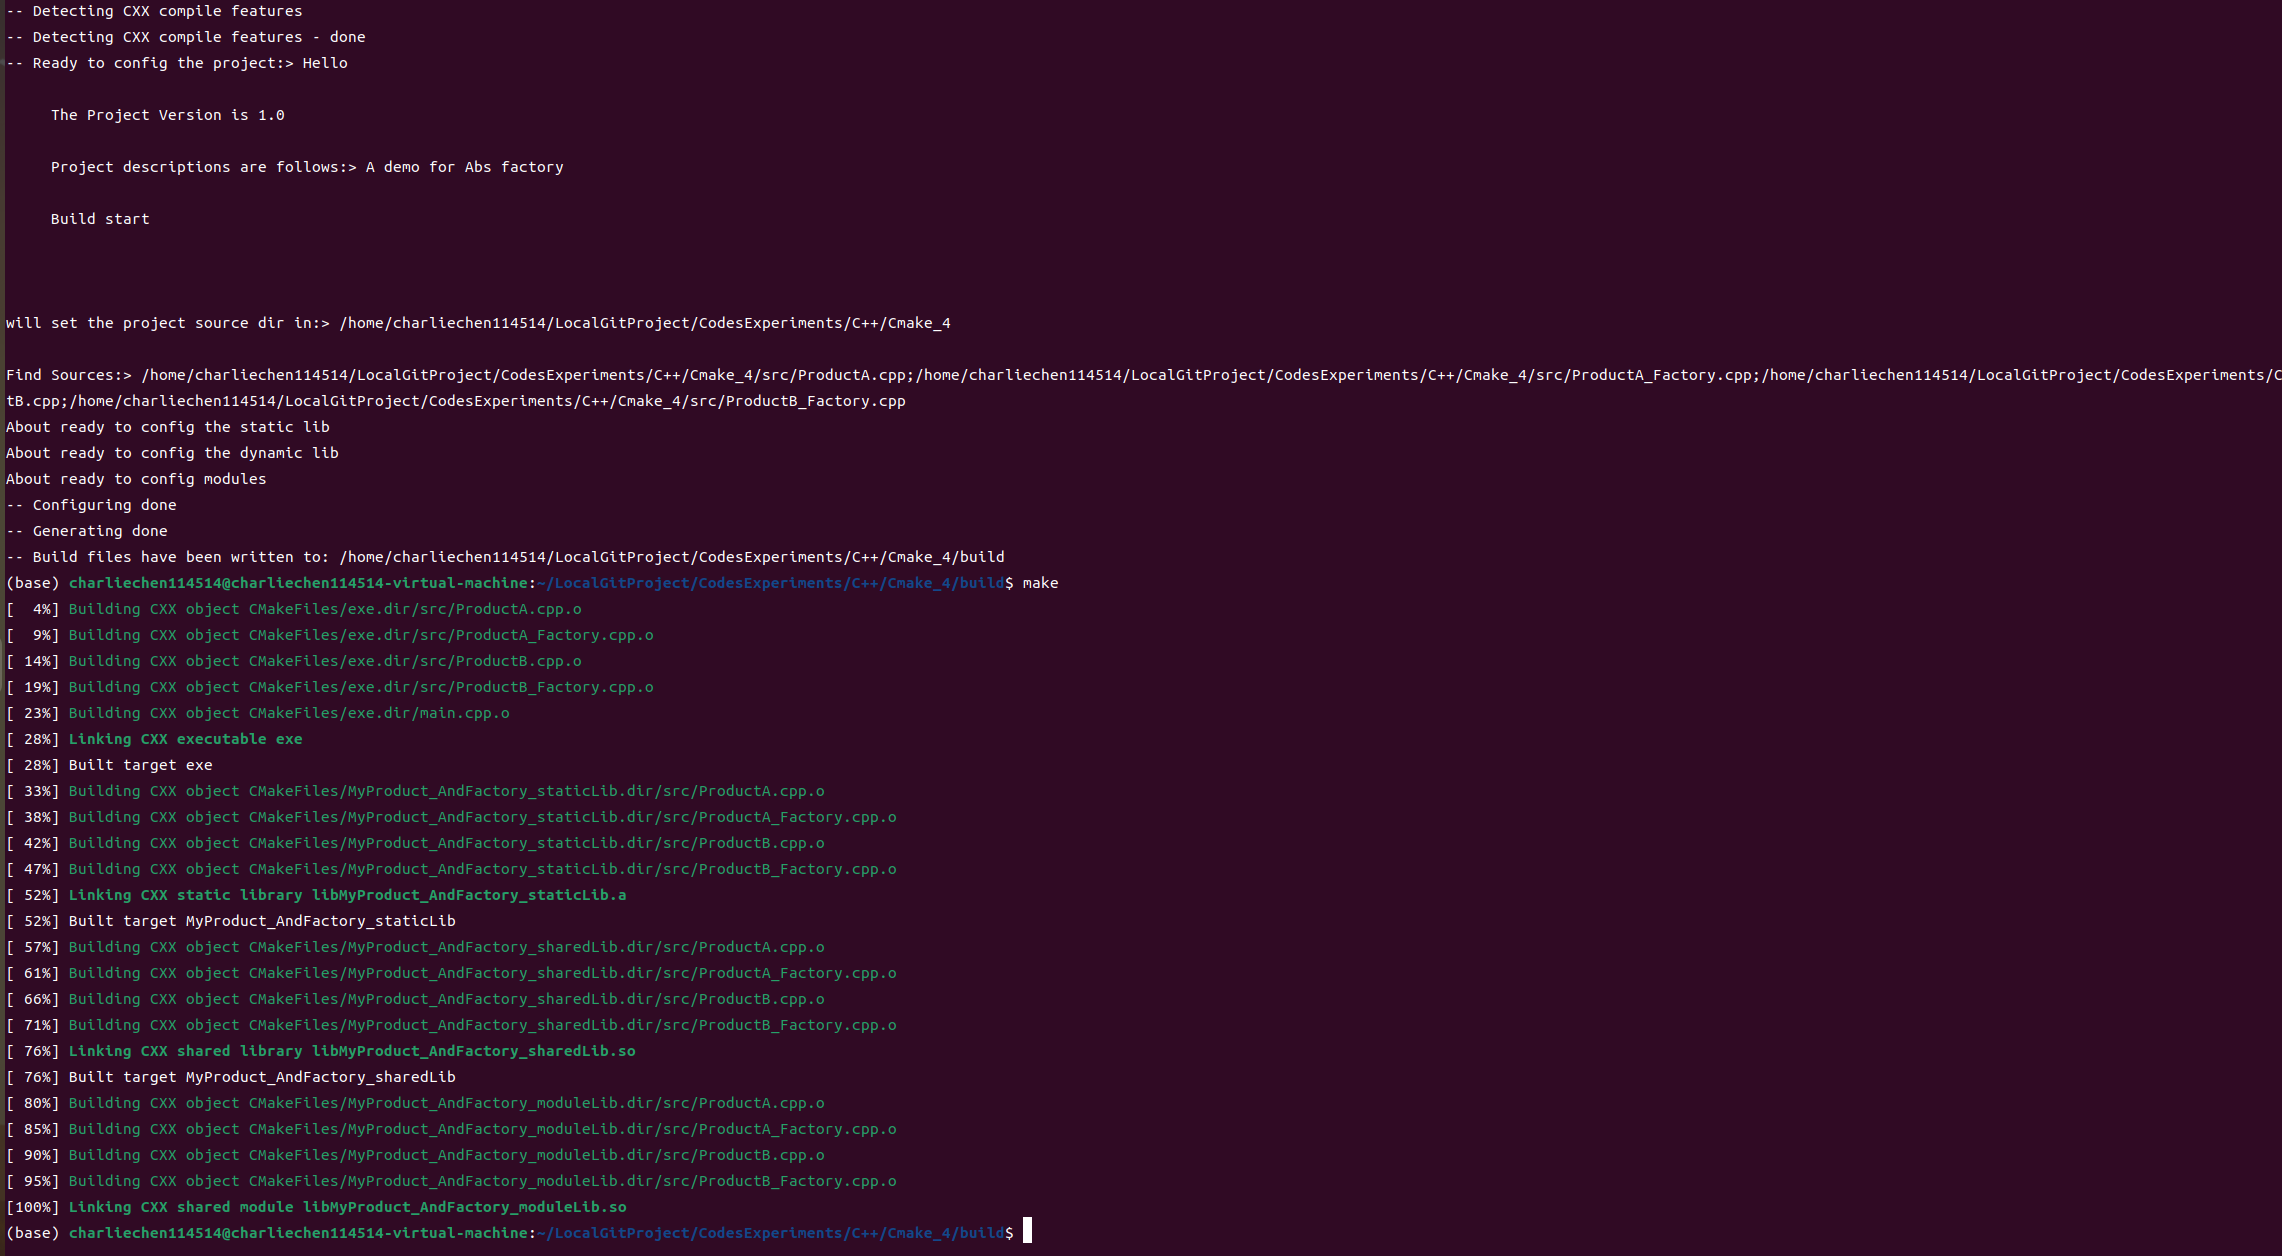 -- Detecting CXX compile features
-- Detecting CXX compile features - done
-- Ready to config the project:> Hello
The Project Version is 1.0
Project descriptions are follows:> A demo for Abs factory
Build start
will set the project source dir in:> /home/charliechen114514/LocalGitProject/CodesExperiments/C++/Cmake_4
Find Sources:> /home/charliechen114514/LocalGitProject/CodesExperiments/C++/Cmake_4/src/ProductA.cpp;/home/charliechen114514/LocalGitProject/CodesExperiments/C++/Cmake_4/src/ProductA_Factory.cpp;/home/charliechen114514/LocalGitProject/CodesExperiments/C
tB.cpp;/home/charliechen114514/LocalGitProject/CodesExperiments/C++/Cmake_4/src/ProductB_Factory.cpp
About ready to config the static lib
About ready to config the dynamic lib
About ready to config modules
-- Configuring done
-- Generating done
-- Build files have been written to: /home/charliechen114514/LocalGitProject/CodesExperiments/C++/Cmake_4/build
(base) charliechen114514@charliechen114514-virtual-machine:~/LocalGitProject/CodesExperiments/C++/Cmake_4/build$ make
[  4%] Building CXX object CMakeFiles/exe.dir/src/ProductA.cpp.o
[  9%] Building CXX object CMakeFiles/exe.dir/src/ProductA_Factory.cpp.o
[ 14%] Building CXX object CMakeFiles/exe.dir/src/ProductB.cpp.o
[ 19%] Building CXX object CMakeFiles/exe.dir/src/ProductB_Factory.cpp.o
[ 23%] Building CXX object CMakeFiles/exe.dir/main.cpp.o
[ 28%] Linking CXX executable exe
[ 28%] Built target exe
[ 33%] Building CXX object CMakeFiles/MyProduct_AndFactory_staticLib.dir/src/ProductA.cpp.o
[ 38%] Building CXX object CMakeFiles/MyProduct_AndFactory_staticLib.dir/src/ProductA_Factory.cpp.o
[ 42%] Building CXX object CMakeFiles/MyProduct_AndFactory_staticLib.dir/src/ProductB.cpp.o
[ 47%] Building CXX object CMakeFiles/MyProduct_AndFactory_staticLib.dir/src/ProductB_Factory.cpp.o
[ 52%] Linking CXX static library libMyProduct_AndFactory_staticLib.a
[ 52%] Built target MyProduct_AndFactory_staticLib
[ 57%] Building CXX object CMakeFiles/MyProduct_AndFactory_sharedLib.dir/src/ProductA.cpp.o
[ 61%] Building CXX object CMakeFiles/MyProduct_AndFactory_sharedLib.dir/src/ProductA_Factory.cpp.o
[ 66%] Building CXX object CMakeFiles/MyProduct_AndFactory_sharedLib.dir/src/ProductB.cpp.o
[ 71%] Building CXX object CMakeFiles/MyProduct_AndFactory_sharedLib.dir/src/ProductB_Factory.cpp.o
[ 76%] Linking CXX shared library libMyProduct_AndFactory_sharedLib.so
[ 76%] Built target MyProduct_AndFactory_sharedLib
[ 80%] Building CXX object CMakeFiles/MyProduct_AndFactory_moduleLib.dir/src/ProductA.cpp.o
[ 85%] Building CXX object CMakeFiles/MyProduct_AndFactory_moduleLib.dir/src/ProductA_Factory.cpp.o
[ 90%] Building CXX object CMakeFiles/MyProduct_AndFactory_moduleLib.dir/src/ProductB.cpp.o
[ 95%] Building CXX object CMakeFiles/MyProduct_AndFactory_moduleLib.dir/src/ProductB_Factory.cpp.o
[100%] Linking CXX shared module libMyProduct_AndFactory_moduleLib.so
(base) charliechen114514@charliechen114514-virtual-machine:~/LocalGitProject/CodesExperiments/C++/Cmake_4/build$